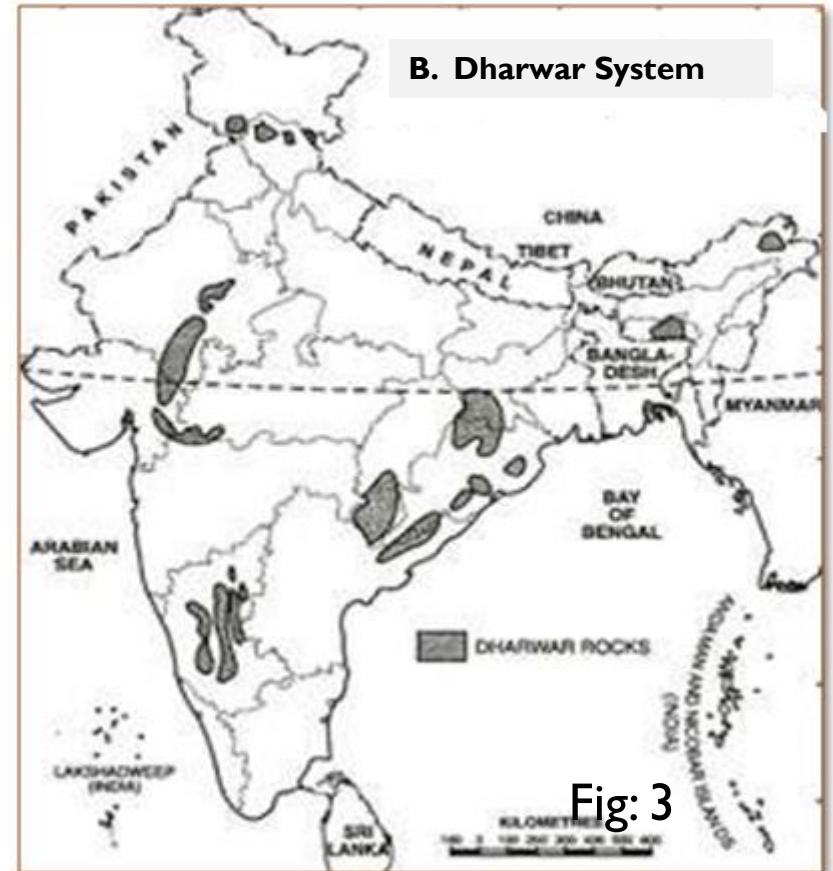 B. Dharwar System
PAKISTAN
CHINA
TIBET
NEPAL
BHUTAN
BANGLA-
DESH
MYANMAR
ARABIAN
SEA
BAY
OF
BENGAL
DHARWAR ROCKS
ANDAMAN AND NICOBAR ISLANDS
(INDIA)
LAKSHADWEEP
(INDIA)
SRI
LANKA
Fig: 3
KILOMETRES